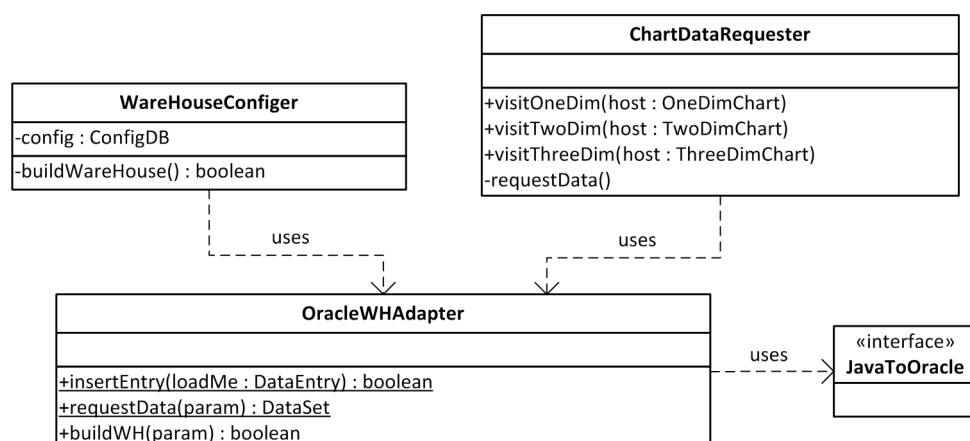 ChartDataRequester
+visitOneDim(host : OneDimChart)
+visitTwoDim(host : TwoDimChart)
+visitThreeDim(host : ThreeDimChart)
-requestData()
WareHouseConfiger
-config : ConfigDB
-buildWareHouse() : boolean
uses
uses
OracleWHAdapter
+insertEntry(loadMe : DataEntry) : boolean
+requestData(param) : DataSet
+buildWH(param) : boolean
uses
«interface»
JavaToOracle